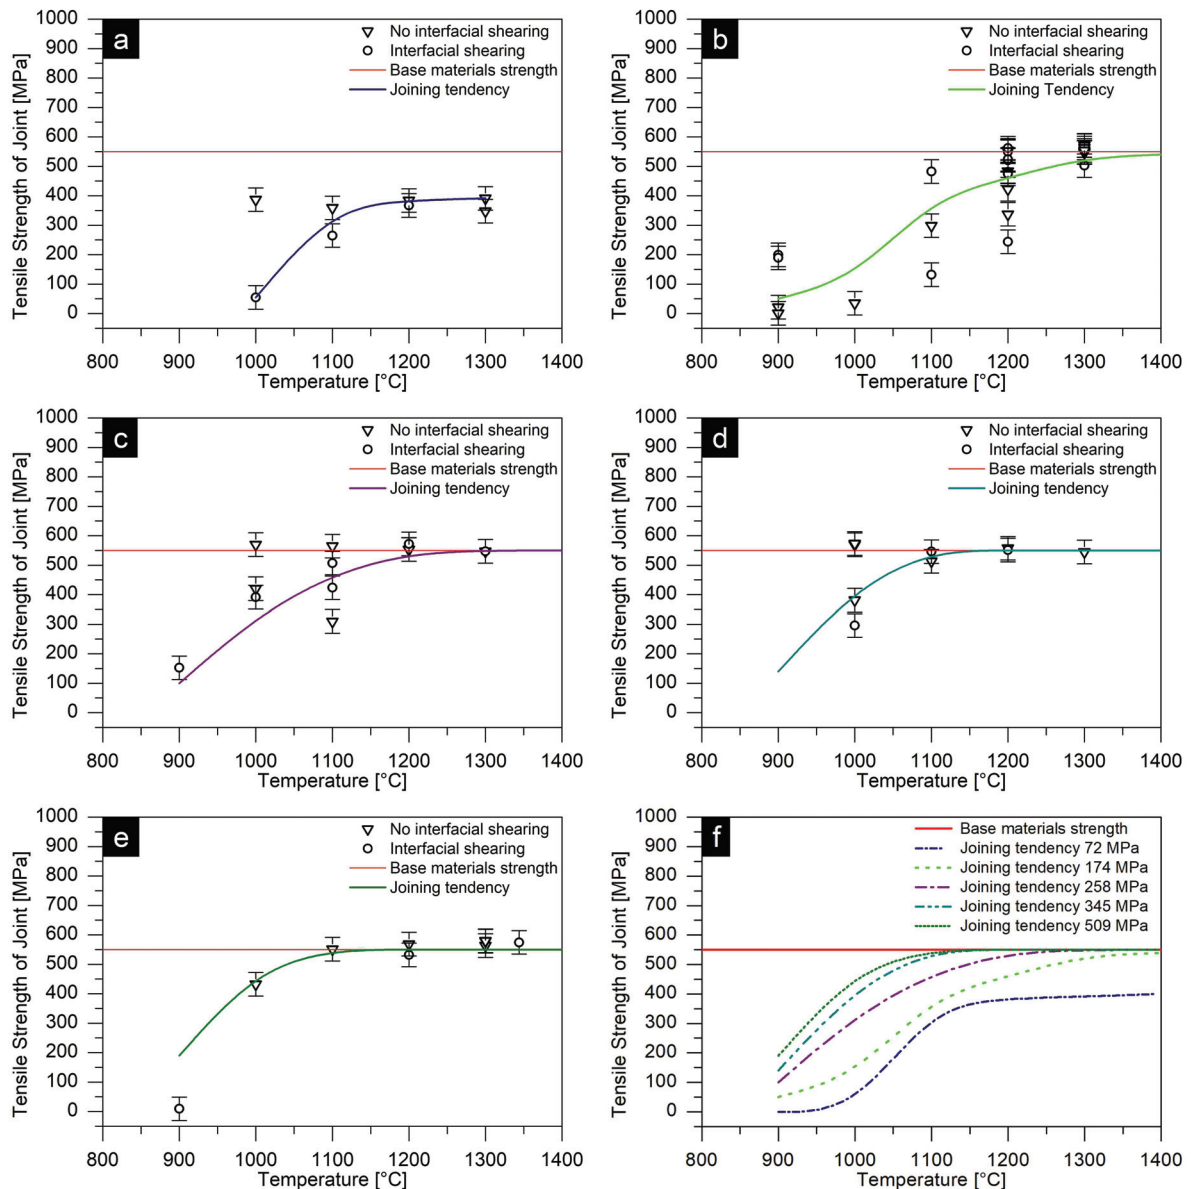 a
No interfacial shearing
Interfacial shearing
Base materials strength
Joining tendency
Tensile Strength of Joint [MPa]
1000
900
800
700
600
500
400
300
200
100
0
800 900 1000 1100 1200 1300 1400
Temperature [°C]
b
No interfacial shearing
Interfacial shearing
Base materials strength
Joining Tendency
Tensile Strength of Joint [MPa]
1000
900
800
700
600
500
400
300
200
100
0
800 900 1000 1100 1200 1300 1400
Temperature [°C]
c
No interfacial shearing
Interfacial shearing
Base materials strength
Joining tendency
Tensile Strength of Joint [MPa]
1000
900
800
700
600
500
400
300
200
100
0
800 900 1000 1100 1200 1300 1400
Temperature [°C]
d
No interfacial shearing
Interfacial shearing
Base materials strength
Joining tendency
Tensile Strength of Joint [MPa]
1000
900
800
700
600
500
400
300
200
100
0
800 900 1000 1100 1200 1300 1400
Temperature [°C]
e
No interfacial shearing
Interfacial shearing
Base materials strength
Joining tendency
Tensile Strength of Joint [MPa]
1000
900
800
700
600
500
400
300
200
100
0
800 900 1000 1100 1200 1300 1400
Temperature [°C]
f
Base materials strength
Joining tendency 72 MPa
Joining tendency 174 MPa
Joining tendency 258 MPa
Joining tendency 345 MPa
Joining tendency 509 MPa
Tensile Strength of Joint [MPa]
1000
900
800
700
600
500
400
300
200
100
0
800 900 1000 1100 1200 1300 1400
Temperature [°C]